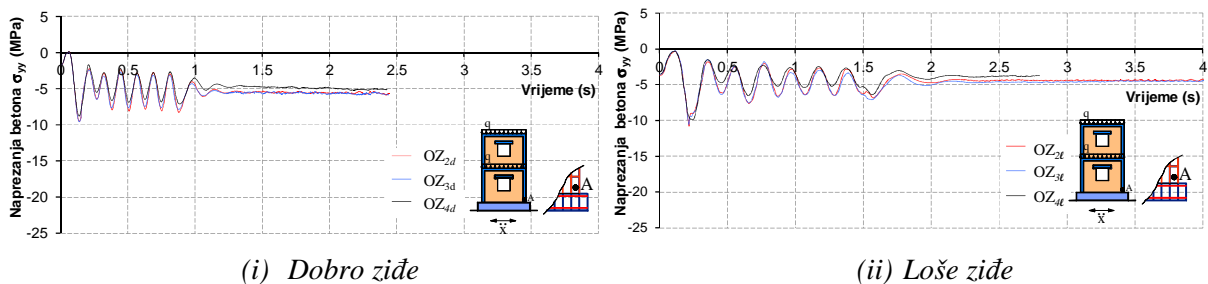 Naprezanja betona σyy (MPa)
5
0
-5
-10
-15
-20
-25
0 0.5 1 1.5 2 2.5 3 3.5 4
Vrijeme (s)
OZ2d
OZ3d
OZ4d
q
q
A
A
ẍ
(i) Dobro ziđe
Naprezanja betona σyy (MPa)
5
0
-5
-10
-15
-20
-25
0 0.5 1 1.5 2 2.5 3 3.5 4
Vrijeme (s)
OZ2ℓ
OZ3ℓ
OZ4ℓ
q
q
A
A
ẍ
(ii) Loše ziđe